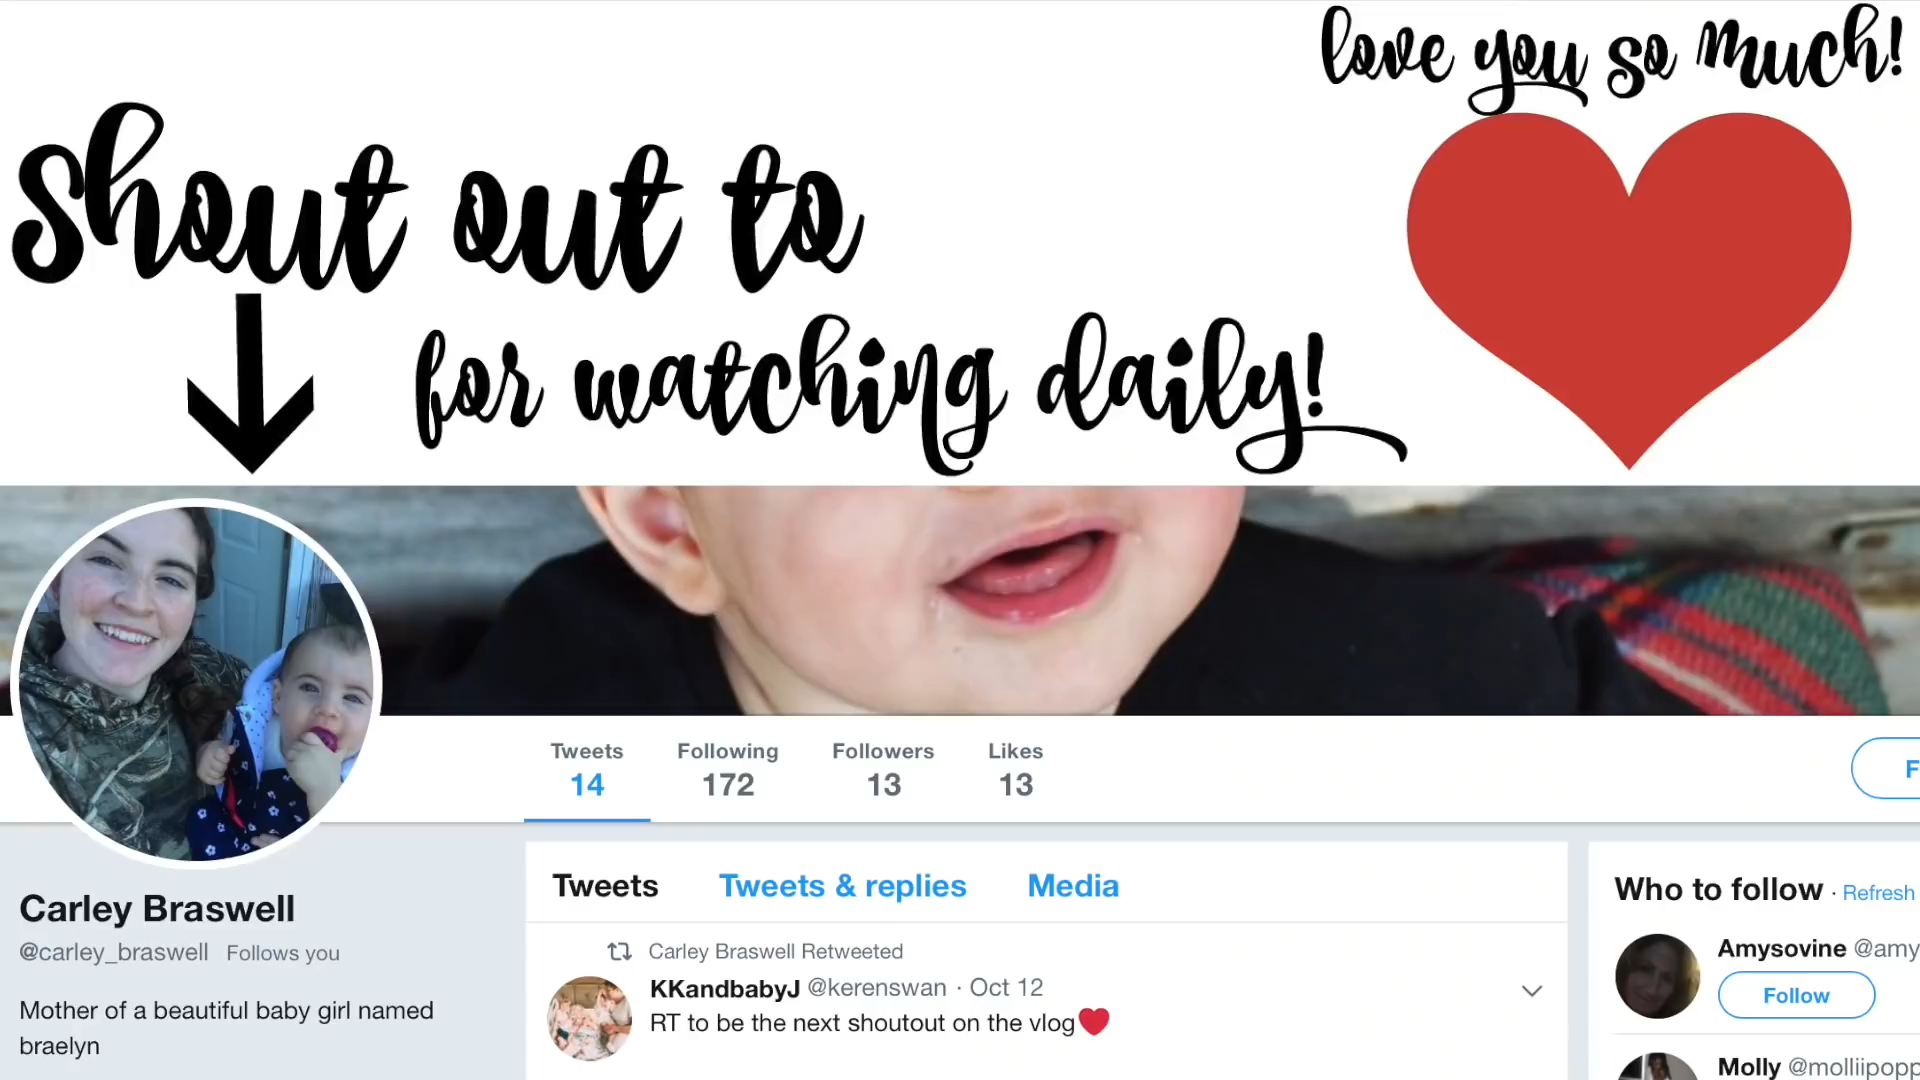 love you so much!
shout out to
for watching daily!
Tweets Following Followers Likes
14 172 13 13
Carley Braswell
@carley_braswell Follows you
Mother of a beautiful baby girl named
braelyn
Tweets Tweets & replies Media
Carley Braswell Retweeted
KKandbabyJ @kerenswan · Oct 12
RT to be the next shoutout on the vlog❤
Who to follow · Refresh
Amysovine @amy
Follow
Molly @molliipopp